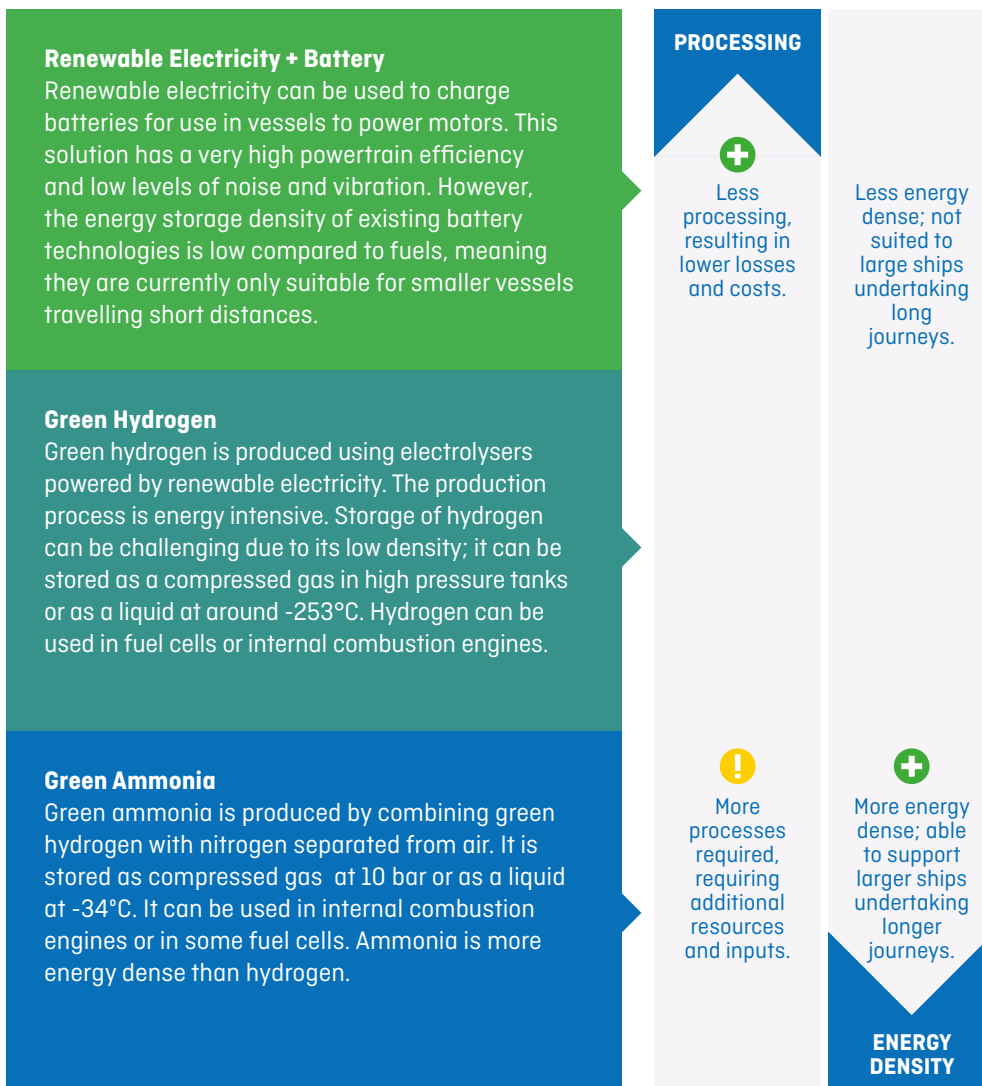 Renewable Electricity + Battery
Renewable electricity can be used to charge
batteries for use in vessels to power motors. This
solution has a very high powertrain efficiency
and low levels of noise and vibration. However,
the energy storage density of existing battery
technologies is low compared to fuels, meaning
they are currently only suitable for smaller vessels
travelling short distances.
Green Hydrogen
Green hydrogen is produced using electrolysers
powered by renewable electricity. The production
process is energy intensive. Storage of hydrogen
can be challenging due to its low density; it can be
stored as a compressed gas in high pressure tanks
or as a liquid at around -253°C. Hydrogen can be
used in fuel cells or internal combustion engines.
Green Ammonia
Green ammonia is produced by combining green
hydrogen with nitrogen separated from air. It is
stored as compressed gas  at 10 bar or as a liquid
at -34°C. It can be used in internal combustion
engines or in some fuel cells. Ammonia is more
energy dense than hydrogen.
PROCESSING
Less
processing,
resulting in
lower losses
and costs.
More
processes
required,
requiring
additional
resources
and inputs.
Less energy
dense; not
suited to
large ships
undertaking
long
journeys.
More energy
dense; able
to support
larger ships
undertaking
longer
journeys.
ENERGY
DENSITY